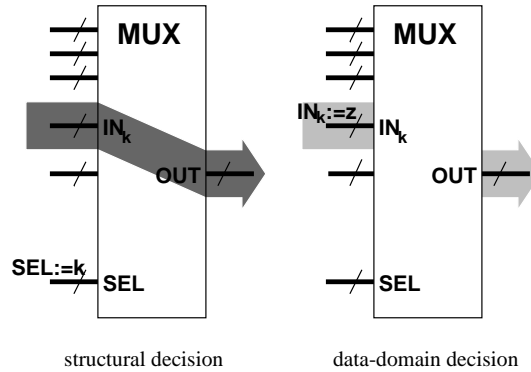 MUX
IN_k
OUT
SEL:=k
SEL
structural decision
MUX
IN_k:=z
IN_k
OUT
SEL
data-domain decision